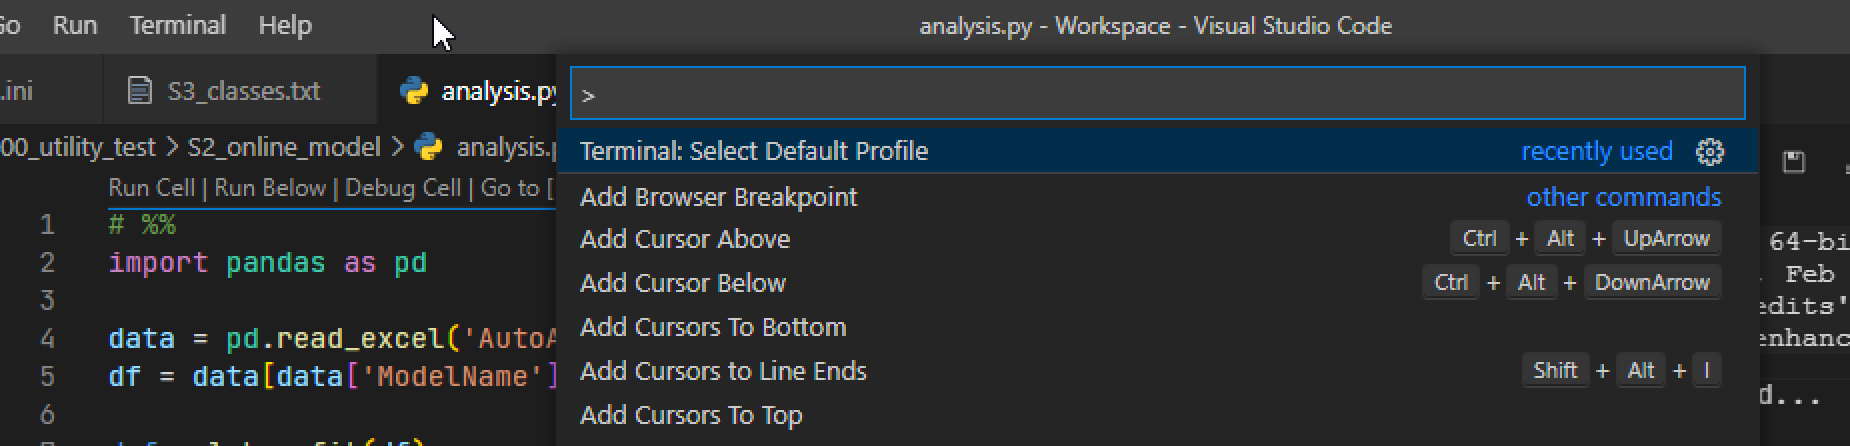 Go Run Terminal Help
analysis.py - Workspace - Visual Studio Code
.ini
S3_classes.txt
analysis.py
>
00_utility_test > S2_online_model > analysis.p
Run Cell | Run Below | Debug Cell | Go to [
Terminal: Select Default Profile recently used
Add Browser Breakpoint other commands
Add Cursor Above Ctrl + Alt + UpArrow
Add Cursor Below Ctrl + Alt + DownArrow
Add Cursors To Bottom
Add Cursors to Line Ends Shift + Alt + I
Add Cursors To Top
1 # %%
2 import pandas as pd
3
4 data = pd.read_excel('AutoA
5 df = data[data['ModelName']
6
64-bi
, Feb
edits'
enhanc
d...